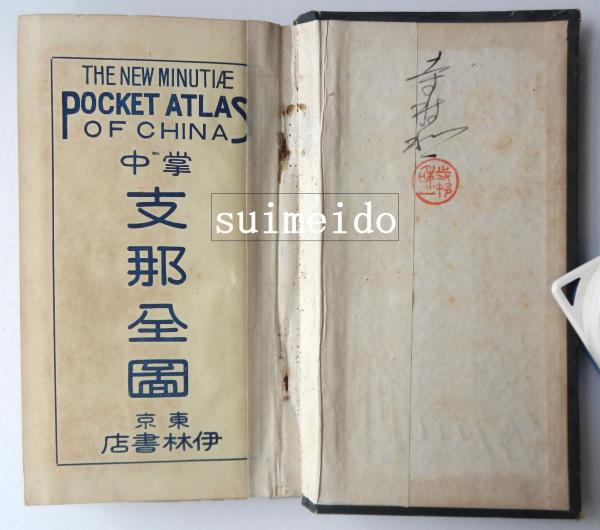 THE NEW MINUTIÆ
POCKET ATLAS
OF CHINA
掌中
支那全圖
東京
伊林書店
suimeido